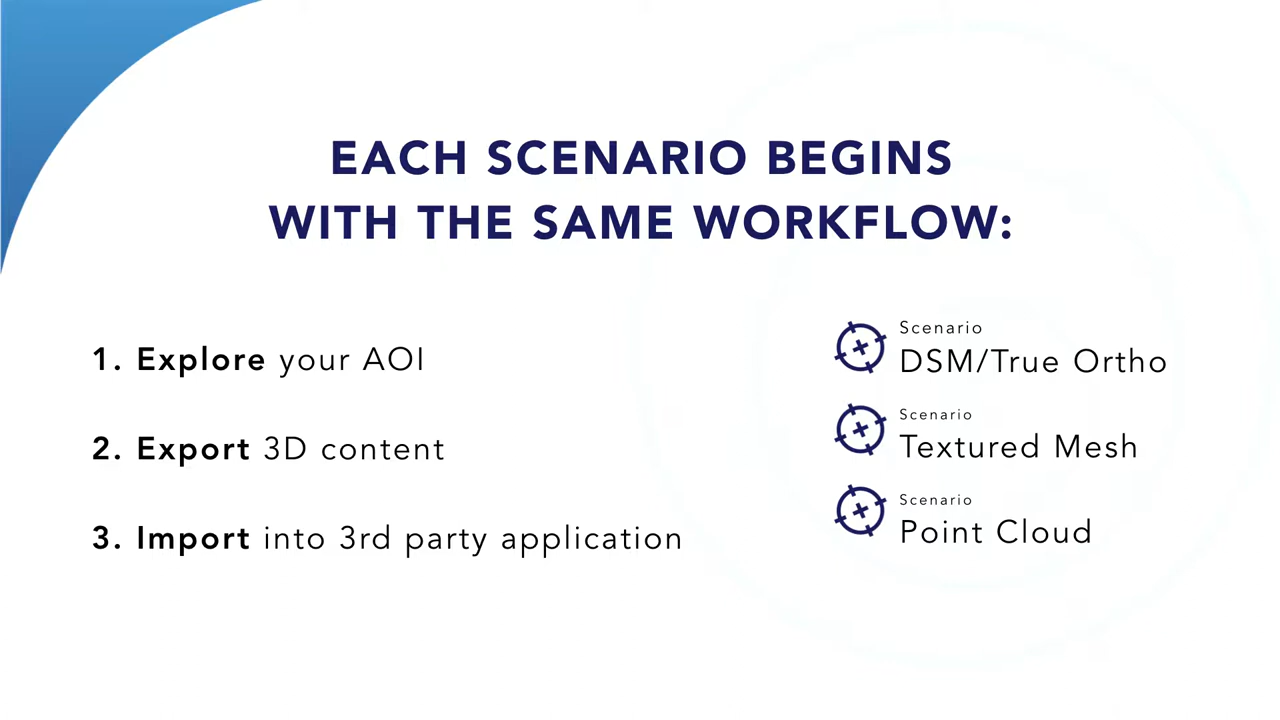 EACH SCENARIO BEGINS
WITH THE SAME WORKFLOW:
1. Explore your AOI
2. Export 3D content
3. Import into 3rd party application
Scenario
DSM/True Ortho
Scenario
Textured Mesh
Scenario
Point Cloud